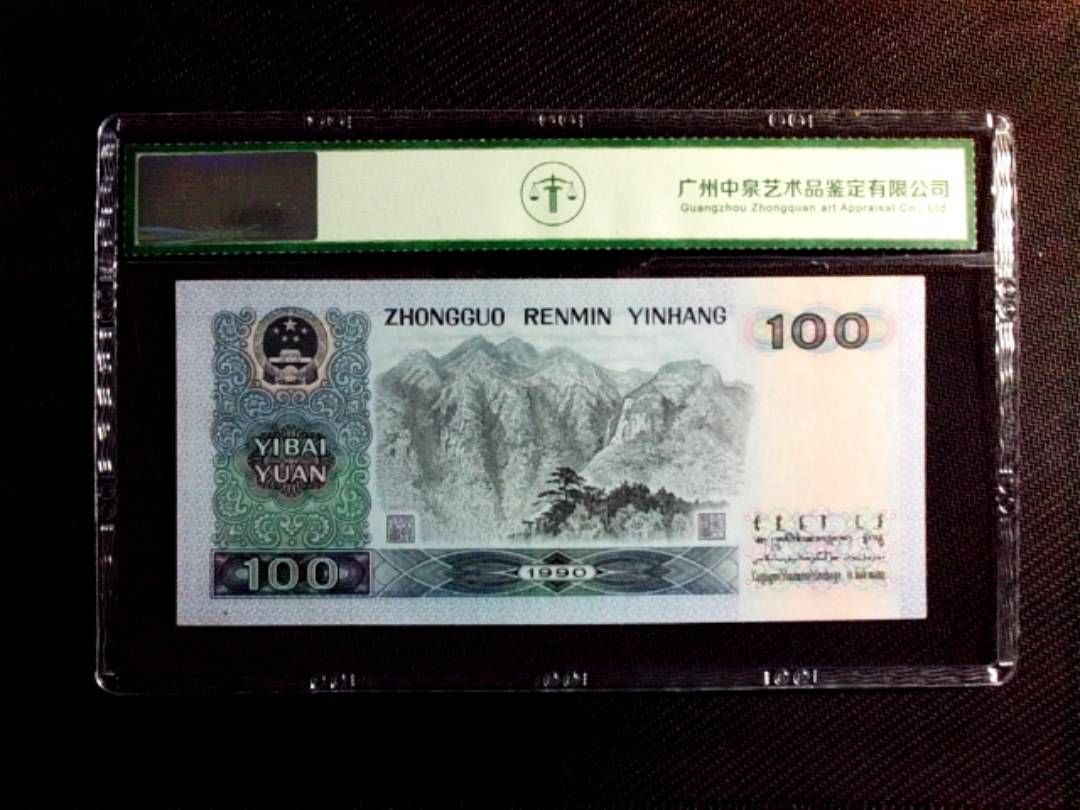 广州中泉艺术品鉴定有限公司
Guangzhou Zhongquan art Appraisal Co., Ltd
ZHONGGUO RENMIN YINHANG
100
YIBAI
YUAN
100
1990